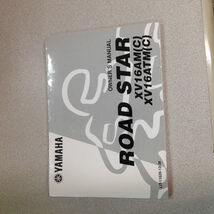 OWNER'S MANUAL
ROAD STAR
XV16AM(C)
XV16ATM(C)
YAMAHA